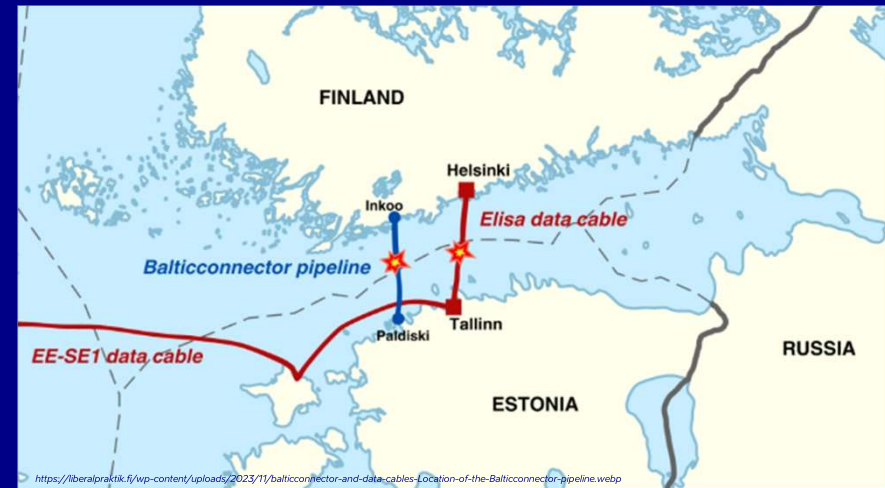 FINLAND
Helsinki
Inkoo
Elisa data cable
Balticconnector pipeline
Tallinn
Paldiski
EE-SE1 data cable
RUSSIA
ESTONIA
https://liberalpraktik.fi/wp-content/uploads/2023/11/balticconnector-and-data-cables-Location-of-the-Balticconnector-pipeline.webp